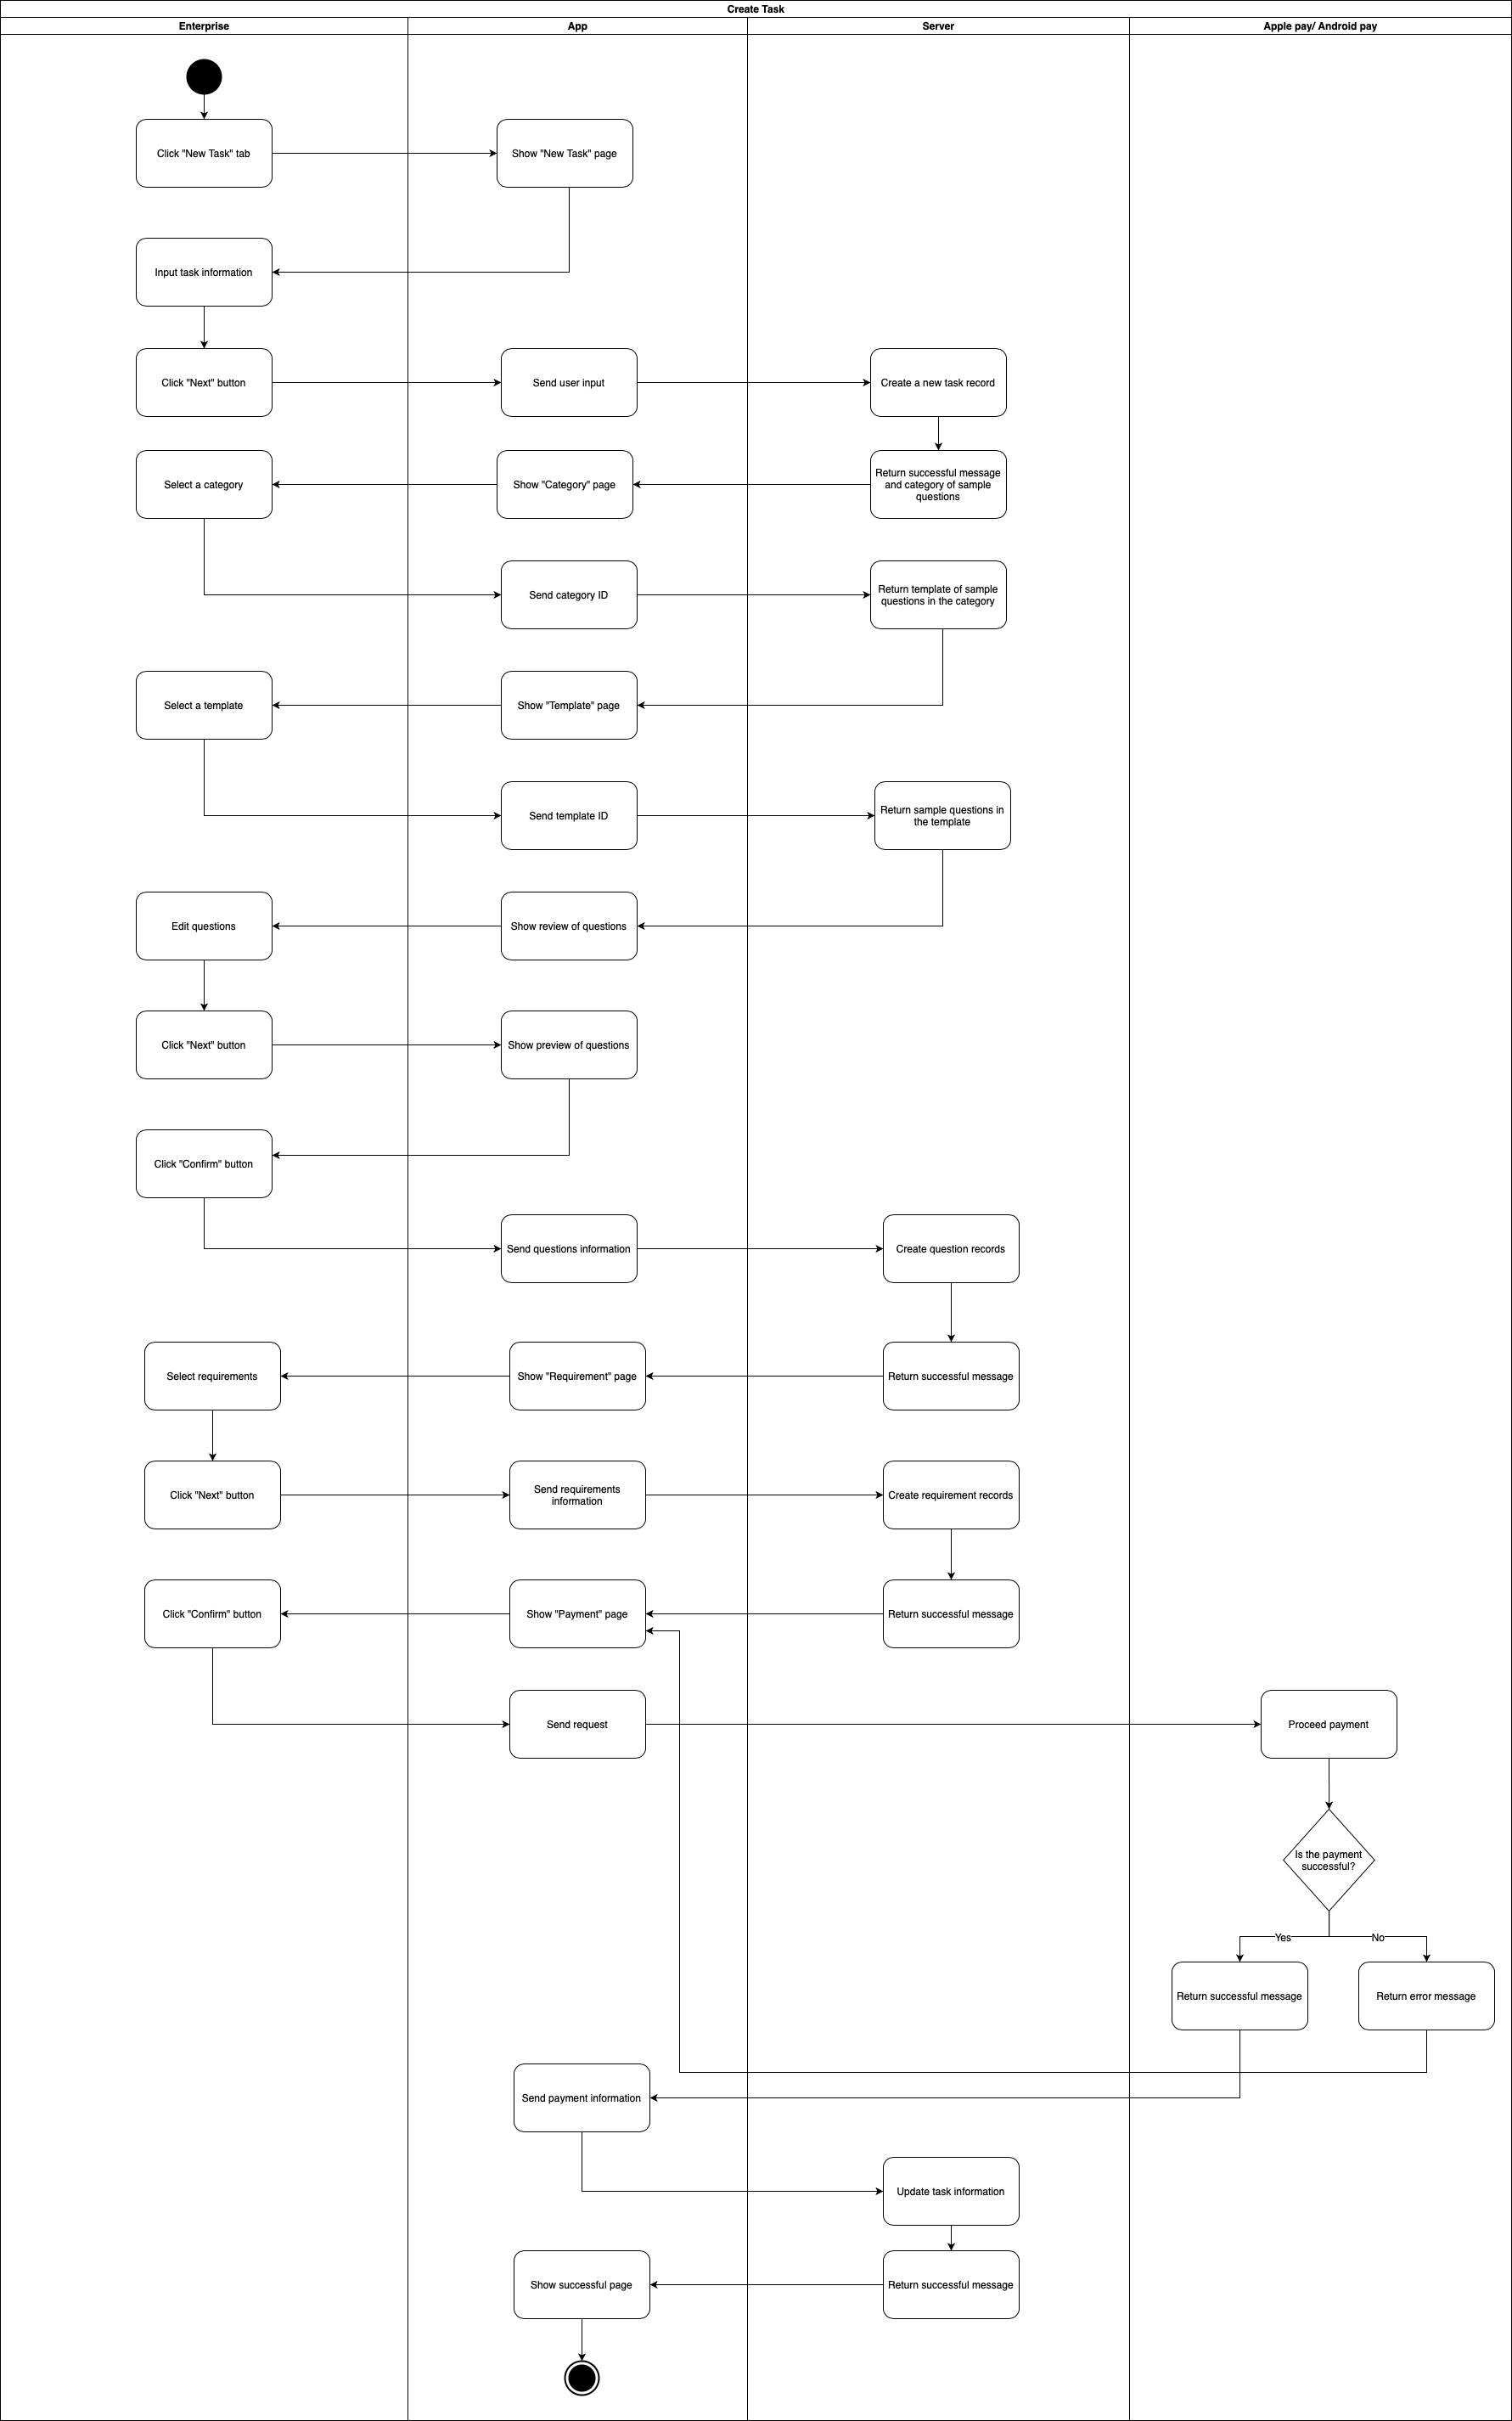 Create Task
Enterprise
App
Server
Apple pay/ Android pay
Click "New Task" tab
Show "New Task" page
Input task information
Click "Next" button
Send user input
Create a new task record
Select a category
Show "Category" page
Return successful message
and category of sample
questions
Send category ID
Return template of sample
questions in the category
Select a template
Show "Template" page
Send template ID
Return sample questions in
the template
Edit questions
Show review of questions
Click "Next" button
Show preview of questions
Click "Confirm" button
Send questions information
Create question records
Select requirements
Show "Requirement" page
Return successful message
Click "Next" button
Send requirements
information
Create requirement records
Click "Confirm" button
Show "Payment" page
Return successful message
Send request
Proceed payment
Is the payment
successful?
Yes
No
Return successful message
Return error message
Send payment information
Update task information
Show successful page
Return successful message